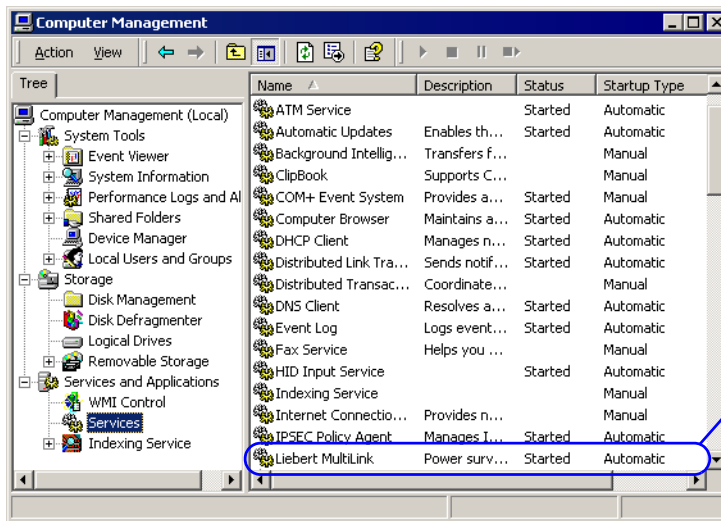 Computer Management
Action View
Tree
Computer Management (Local)
System Tools
Event Viewer
System Information
Performance Logs and Al
Shared Folders
Device Manager
Local Users and Groups
Storage
Disk Management
Disk Defragmenter
Logical Drives
Removable Storage
Services and Applications
WMI Control
Services
Indexing Service
Name Description Status Startup Type
ATM Service Started Automatic
Automatic Updates Enables th... Started Automatic
Background Intellig... Transfers f... Manual
ClipBook Supports C... Manual
COM+ Event System Provides a... Started Manual
Computer Browser Maintains a... Started Automatic
DHCP Client Manages n... Started Automatic
Distributed Link Tra... Sends notif... Started Automatic
Distributed Transac... Coordinate... Manual
DNS Client Resolves a... Started Automatic
Event Log Logs event... Started Automatic
Fax Service Helps you ... Manual
HID Input Service Started Automatic
Indexing Service Manual
Internet Connectio... Provides n... Manual
IPSEC Policy Agent Manages I... Started Automatic
Liebert MultiLink Power surv... Started Automatic